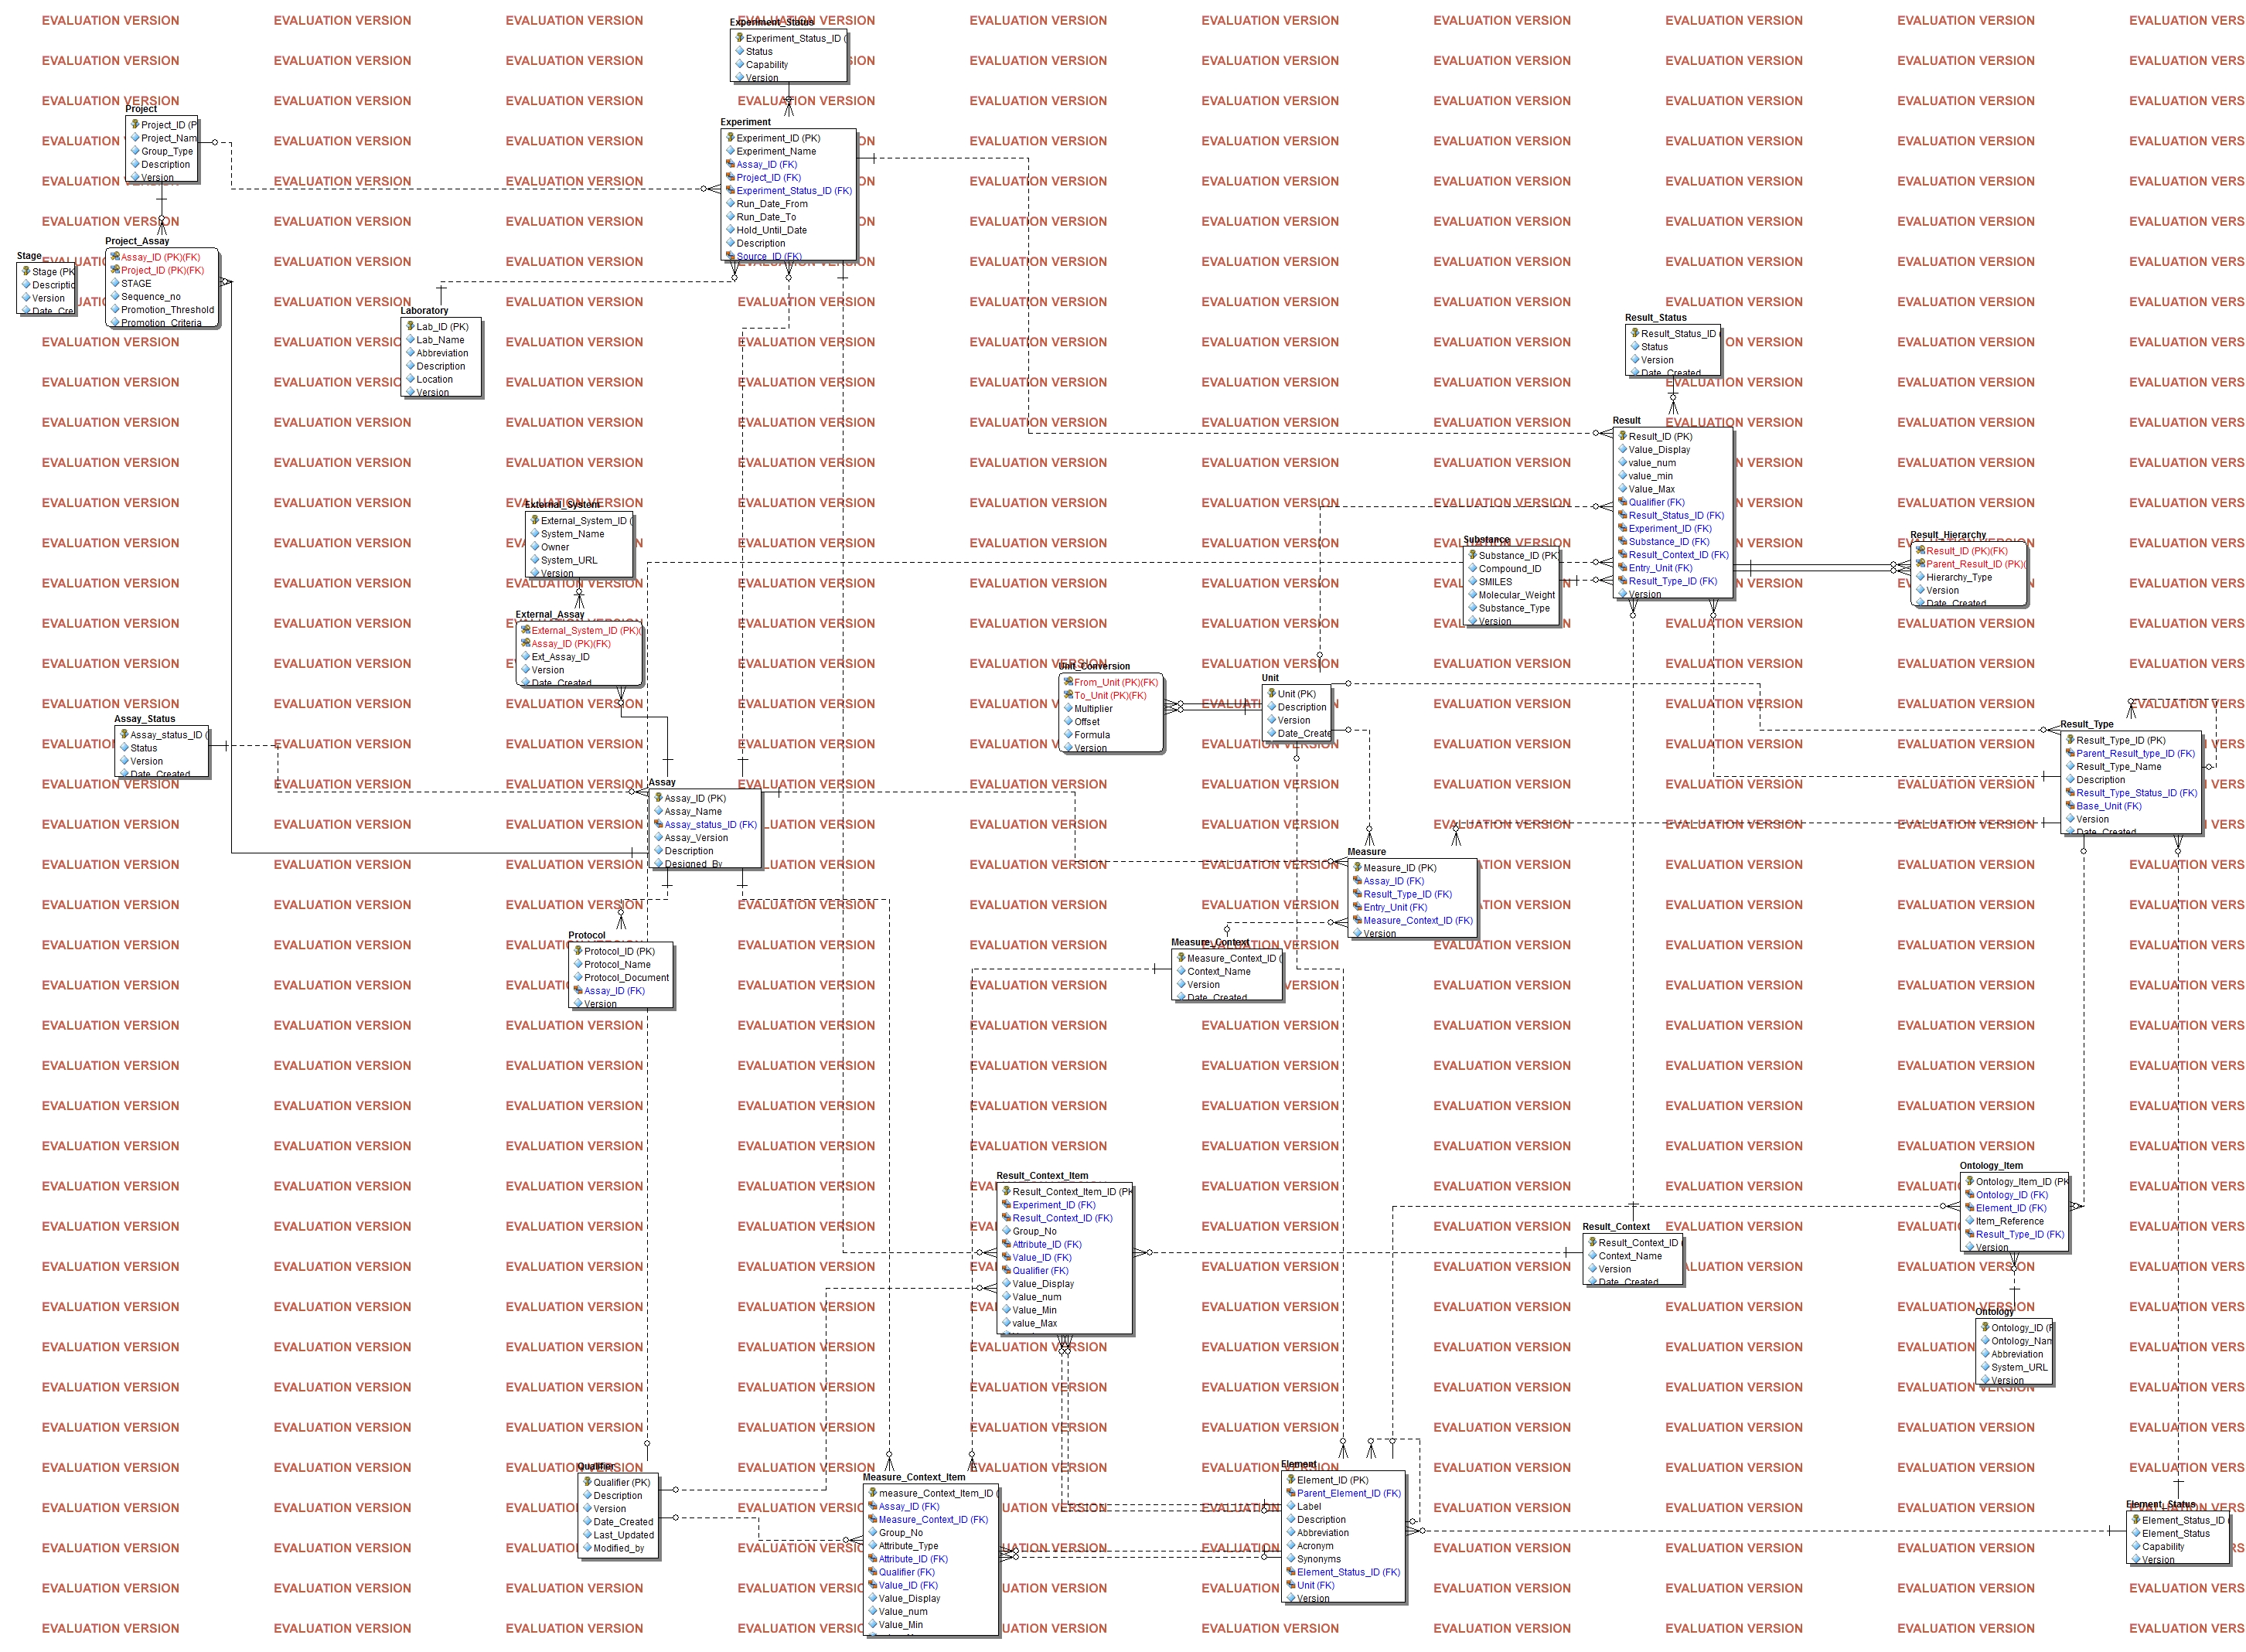 EVALUATION VERSION
Experiment_Status
Experiment_Status_ID (
Status
Capability
Version
Project
Project_ID (P
Project_Nam
Group_Type
Description
Version
Experiment
Experiment_ID (PK)
Experiment_Name
Assay_ID (FK)
Project_ID (FK)
Experiment_Status_ID (FK)
Run_Date_From
Run_Date_To
Hold_Until_Date
Description
Source_ID (FK)
Stage
Stage (PK
Descriptic
Version
Date_Cre
Project_Assay
Assay_ID (PK)(FK)
Project_ID (PK)(FK)
STAGE
Sequence_no
Promotion_Threshold
Promotion_Criteria
Laboratory
Lab_ID (PK)
Lab_Name
Abbreviation
Description
Location
Version
Result_Status
Result_Status_ID (
Status
Version
Date_Created
Result
Result_ID (PK)
Value_Display
value_num
value_min
Value_Max
Qualifier (FK)
Result_Status_ID (FK)
Experiment_ID (FK)
Substance_ID (FK)
Result_Context_ID (FK)
Entry_Unit (FK)
Result_Type_ID (FK)
Version
External_System
External_System_ID (
System_Name
Owner
System_URL
Version
Substance
Substance_ID (PK
Compound_ID
SMILES
Molecular_Weight
Substance_Type
Version
Result_Hierarchy
Result_ID (PK)(FK)
Parent_Result_ID (PK)(
Hierarchy_Type
Version
Date_Created
External_Assay
External_System_ID (PK)(
Assay_ID (PK)(FK)
Ext_Assay_ID
Version
Date_Created
Unit_Conversion
From_Unit (PK)(FK)
To_Unit (PK)(FK)
Multiplier
Offset
Formula
Version
Unit
Unit (PK)
Description
Version
Date_Create
Assay_Status
Assay_status_ID (
Status
Version
Date_Created
Result_Type
Result_Type_ID (PK)
Parent_Result_type_ID (FK)
Result_Type_Name
Description
Result_Type_Status_ID (FK)
Base_Unit (FK)
Version
Date_Created
Assay
Assay_ID (PK)
Assay_Name
Assay_status_ID (FK)
Assay_Version
Description
Designed_By
Measure
Measure_ID (PK)
Assay_ID (FK)
Result_Type_ID (FK)
Entry_Unit (FK)
Measure_Context_ID (FK)
Version
Protocol
Protocol_ID (PK)
Protocol_Name
Protocol_Document
Assay_ID (FK)
Version
Measure_Context
Measure_Context_ID (
Context_Name
Version
Date_Created
Result_Context_Item
Result_Context_Item_ID (PK
Experiment_ID (FK)
Result_Context_ID (FK)
Group_No
Attribute_ID (FK)
Value_ID (FK)
Qualifier (FK)
Value_Display
Value_num
Value_Min
value_Max
Ontology_Item
Ontology_Item_ID (PK
Ontology_ID (FK)
Element_ID (FK)
Item_Reference
Result_Type_ID (FK)
Version
Result_Context
Result_Context_ID (
Context_Name
Version
Date_Created
Ontology
Ontology_ID (F
Ontology_Nam
Abbreviation
System_URL
Version
Qualifier
Qualifier (PK)
Description
Version
Date_Created
Last_Updated
Modified_by
Measure_Context_Item
measure_Context_Item_ID (
Assay_ID (FK)
Measure_Context_ID (FK)
Group_No
Attribute_Type
Attribute_ID (FK)
Qualifier (FK)
Value_ID (FK)
Value_Display
Value_num
Value_Min
Element
Element_ID (PK)
Parent_Element_ID (FK)
Label
Description
Abbreviation
Acronym
Synonyms
Element_Status_ID (FK)
Unit (FK)
Version
Element_Status
Element_Status_ID (
Element_Status
Capability
Version